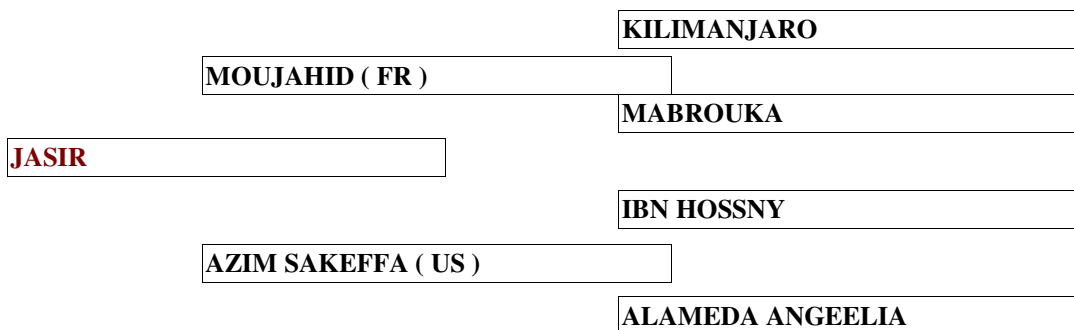 KILIMANJARO
MOUJAHID ( FR )
MABROUKA
JASIR
IBN HOSSNY
AZIM SAKEFFA ( US )
ALAMEDA ANGEELIA